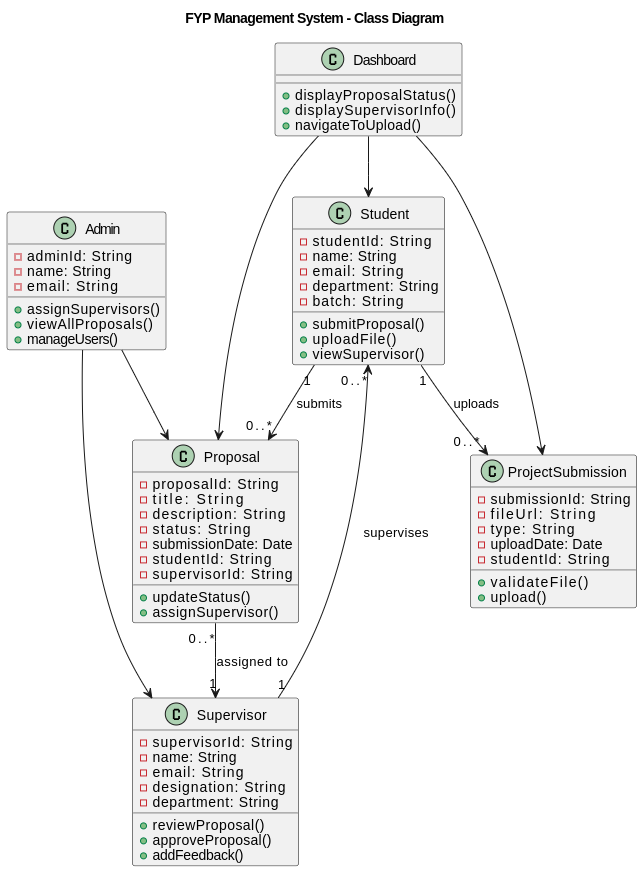 FYP Management System - Class Diagram
C Dashboard
displayProposalStatus()
displaySupervisorInfo()
navigateToUpload()
C Admin
adminId: String
name: String
email: String
assignSupervisors()
viewAllProposals()
manageUsers()
C Student
studentId: String
name: String
email: String
department: String
batch: String
submitProposal()
uploadFile()
viewSupervisor()
1
0..*
1
submits
uploads
0..*
0..*
C Proposal
proposalId: String
title: String
description: String
status: String
submissionDate: Date
studentId: String
supervisorId: String
updateStatus()
assignSupervisor()
C ProjectSubmission
submissionId: String
fileUrl: String
type: String
uploadDate: Date
studentId: String
validateFile()
upload()
supervises
0..*
assigned to
1
1
C Supervisor
supervisorId: String
name: String
email: String
designation: String
department: String
reviewProposal()
approveProposal()
addFeedback()